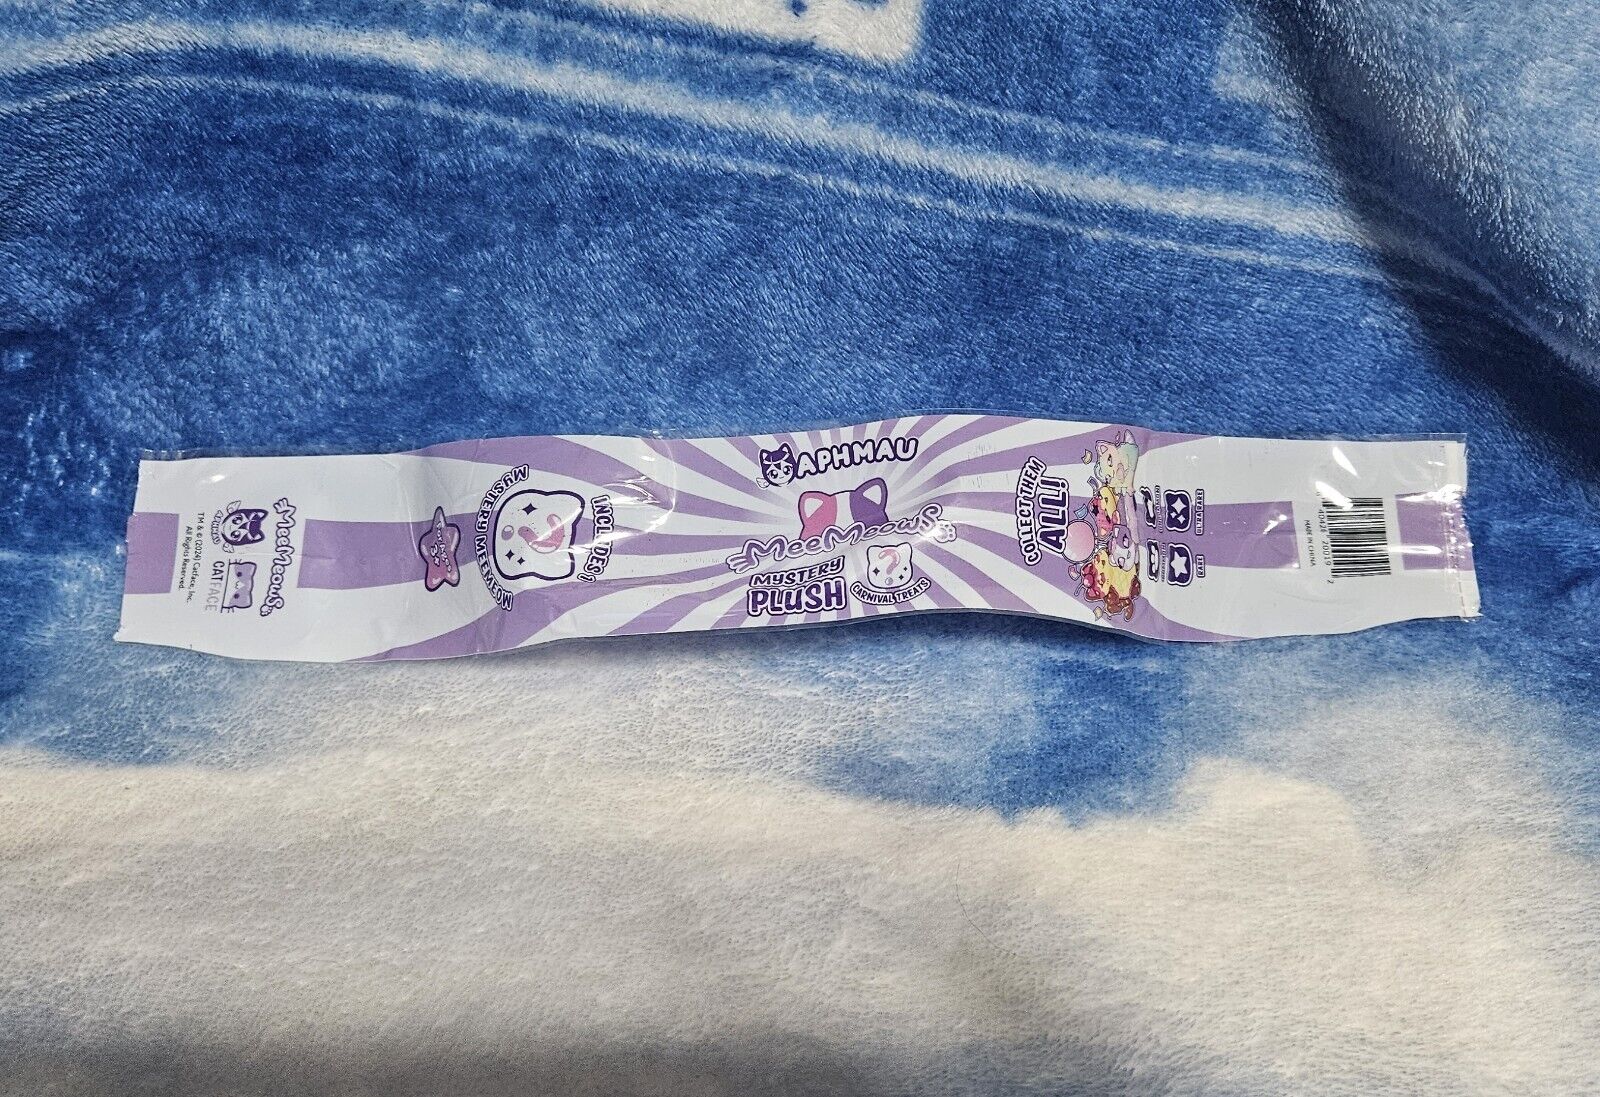 MeeMeows
APHMAU
CATFACE
TM & © (2024) Catface, Inc.
All Rights Reserved.
INCLUDES 1
MYSTERY MEEMEOW
APHMAU
MeeMeows
MYSTERY
PLUSH
CARNIVAL TREATS
COLLECT THEM
ALL!
ULTRA RARE
RARE
MADE IN CHINA